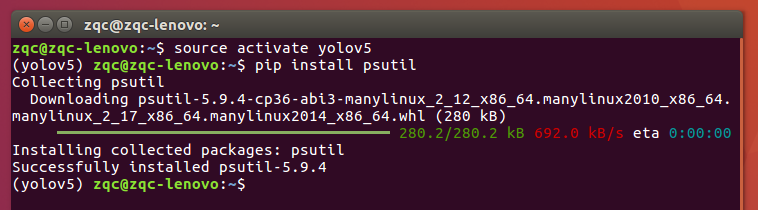 zqc@zqc-lenovo: ~
zqc@zqc-lenovo:~$ source activate yolov5
(yolov5) zqc@zqc-lenovo:~$ pip install psutil
Collecting psutil
  Downloading psutil-5.9.4-cp36-abi3-manylinux_2_12_x86_64.manylinux2010_x86_64.
manylinux_2_17_x86_64.manylinux2014_x86_64.whl (280 kB)
280.2/280.2 kB 692.0 kB/s eta 0:00:00
Installing collected packages: psutil
Successfully installed psutil-5.9.4
(yolov5) zqc@zqc-lenovo:~$